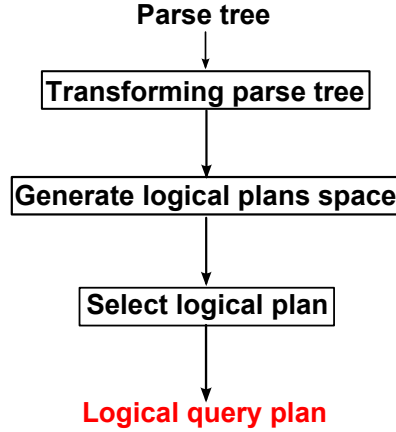 Parse tree
Transforming parse tree
Generate logical plans space
Select logical plan
Logical query plan